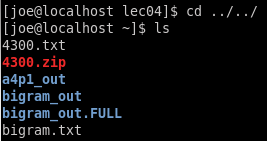 [joe@localhost lec04]$ cd ../../
[joe@localhost ~]$ ls
4300.txt
4300.zip
a4p1_out
bigram_out
bigram_out.FULL
bigram.txt